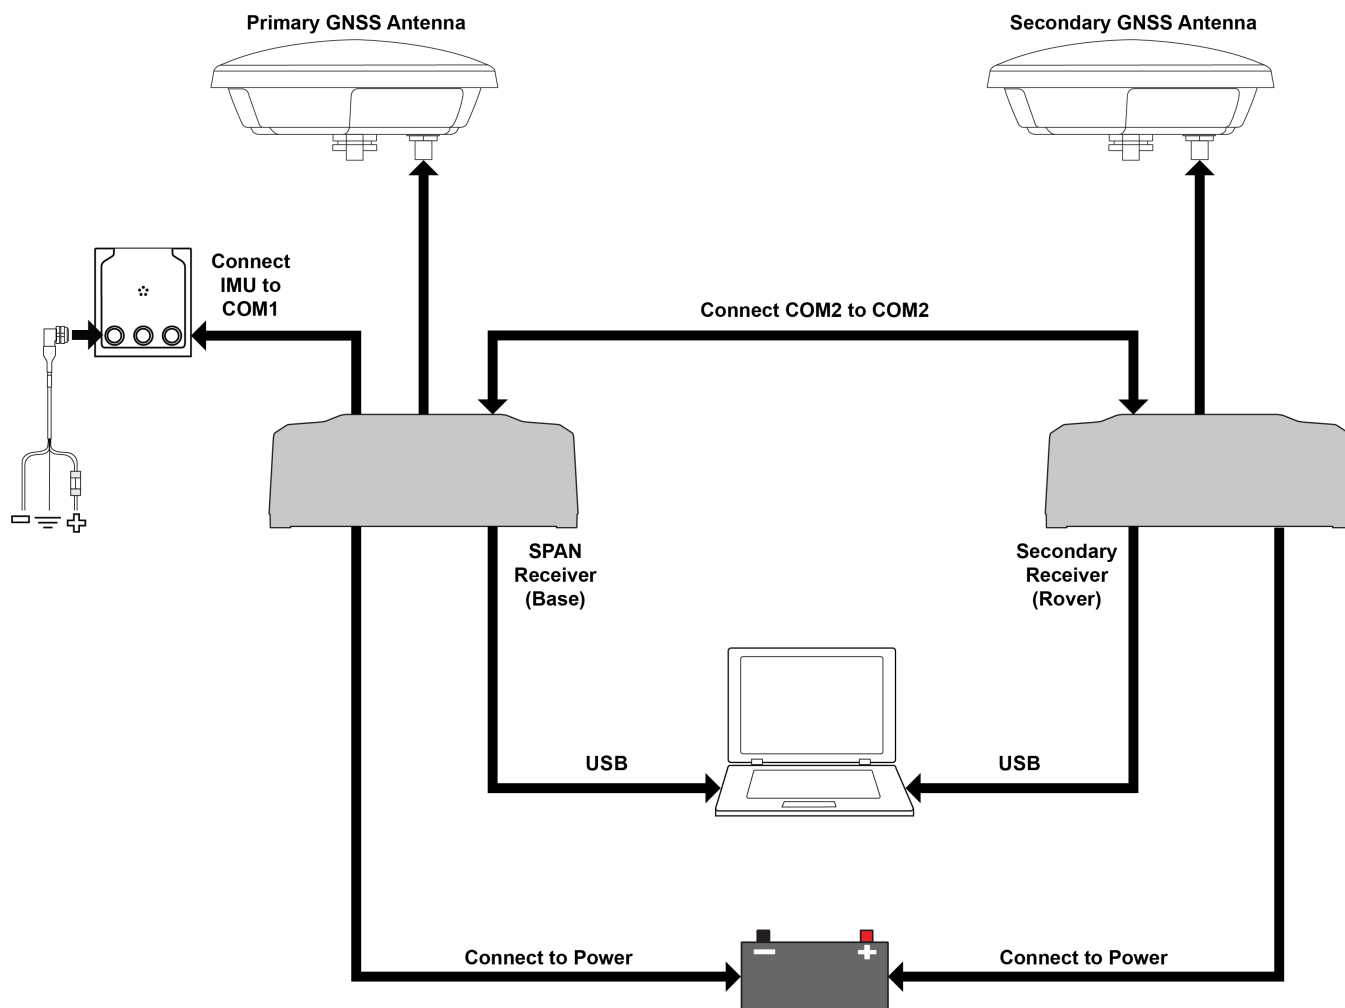 Primary GNSS Antenna
Secondary GNSS Antenna
Connect
IMU to
COM1
Connect COM2 to COM2
SPAN
Receiver
(Base)
Secondary
Receiver
(Rover)
USB
USB
Connect to Power
Connect to Power